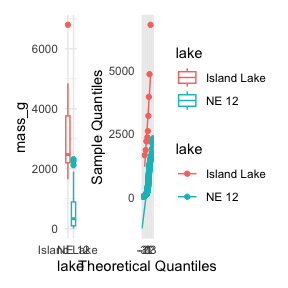 lake
6000
Island Lake
5000
NE 12
4000
mass_g
Sample Quantiles
2500
lake
2000
Island Lake
0
NE 12
0
Island Lake
NE 12
lake
Theoretical Quantiles